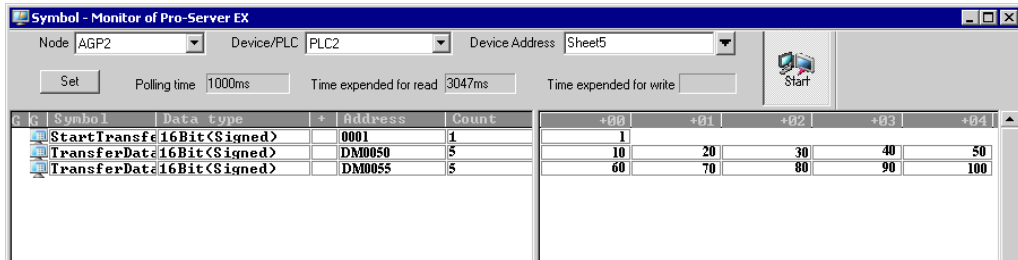 Symbol - Monitor of Pro-Server EX
Node AGP2 Device/PLC PLC2 Device Address Sheet5
Start
Set Polling time 1000ms Time expended for read 3047ms Time expended for write
G G Symbol Data type + Address Count +00 +01 +02 +03 +04
StartTransfe 16Bit(Signed) 0001 1 1
TransferData 16Bit(Signed) DM0050 5 10 20 30 40 50
TransferData 16Bit(Signed) DM0055 5 60 70 80 90 100